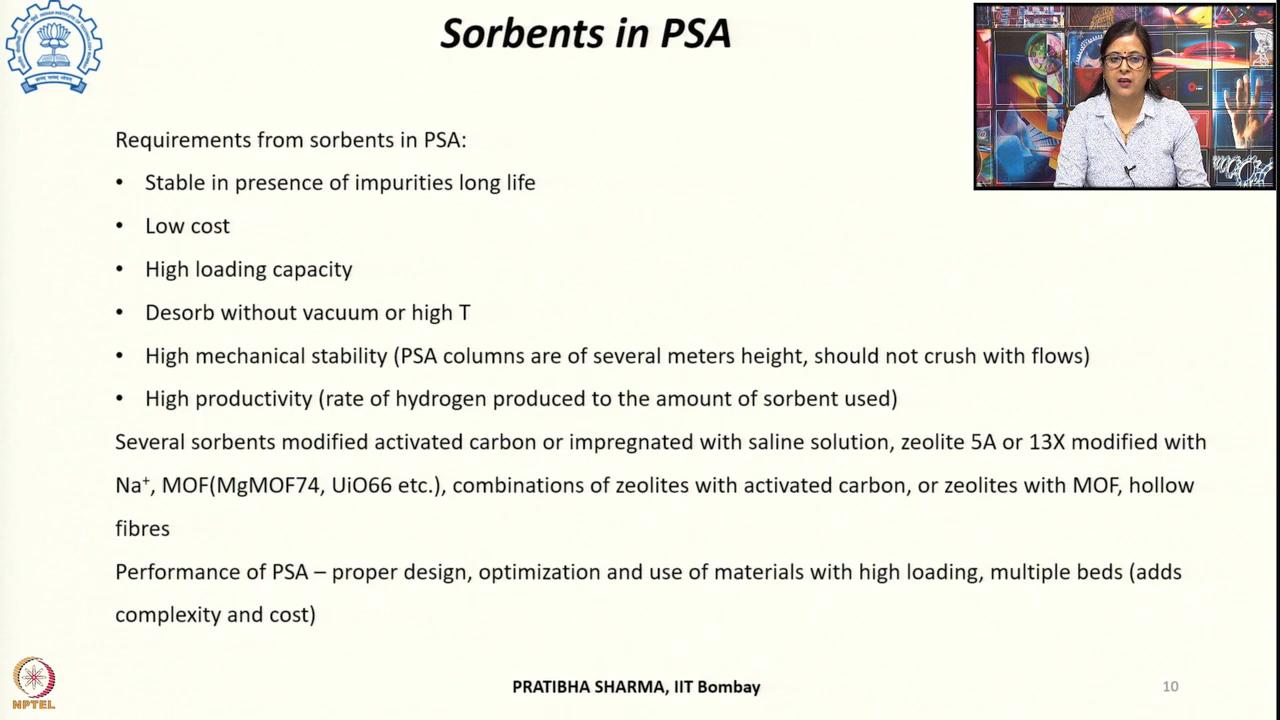 Sorbents in PSA
Requirements from sorbents in PSA:
• Stable in presence of impurities long life
• Low cost
• High loading capacity
• Desorb without vacuum or high T
• High mechanical stability (PSA columns are of several meters height, should not crush with flows)
• High productivity (rate of hydrogen produced to the amount of sorbent used)
Several sorbents modified activated carbon or impregnated with saline solution, zeolite 5A or 13X modified with
Na⁺, MOF(MgMOF74, UiO66 etc.), combinations of zeolites with activated carbon, or zeolites with MOF, hollow
fibres
Performance of PSA – proper design, optimization and use of materials with high loading, multiple beds (adds
complexity and cost)
NPTEL
PRATIBHA SHARMA, IIT Bombay
10